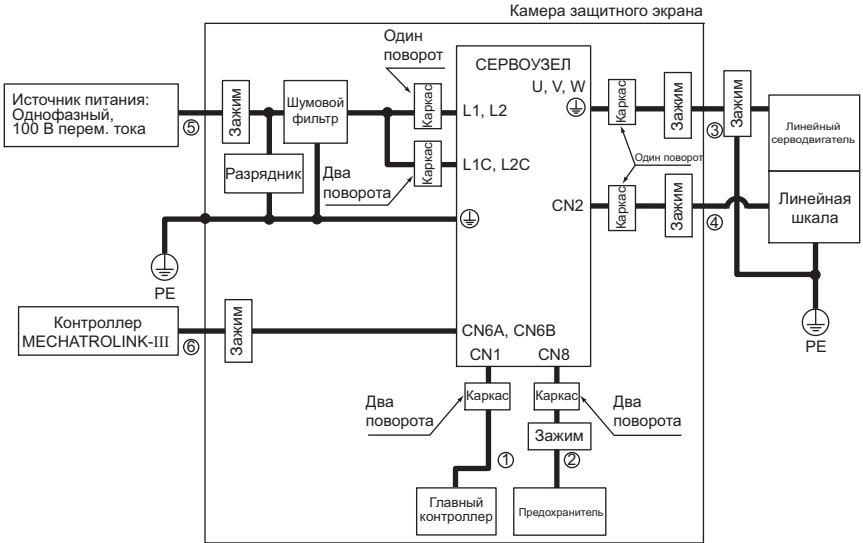 Камера защитного экрана
Один
поворот
СЕРВОУЗЕЛ
U, V, W
Источник питания:
Однофазный,
100 В перем. тока
⑤
Зажим
Шумовой
фильтр
Каркас
L1, L2
Каркас
Зажим
③
Зажим
Линейный
серводвигатель
Разрядник
Два
поворота
Каркас
L1C, L2C
Один поворот
CN2
Каркас
Зажим
④
Линейная
шкала
PE
PE
Контроллер
MECHATROLINK-III
⑥
Зажим
CN6A, CN6B
CN1
CN8
Два
поворота
Каркас
Каркас
Два
поворота
Зажим
①
②
Главный
контроллер
Предохранитель